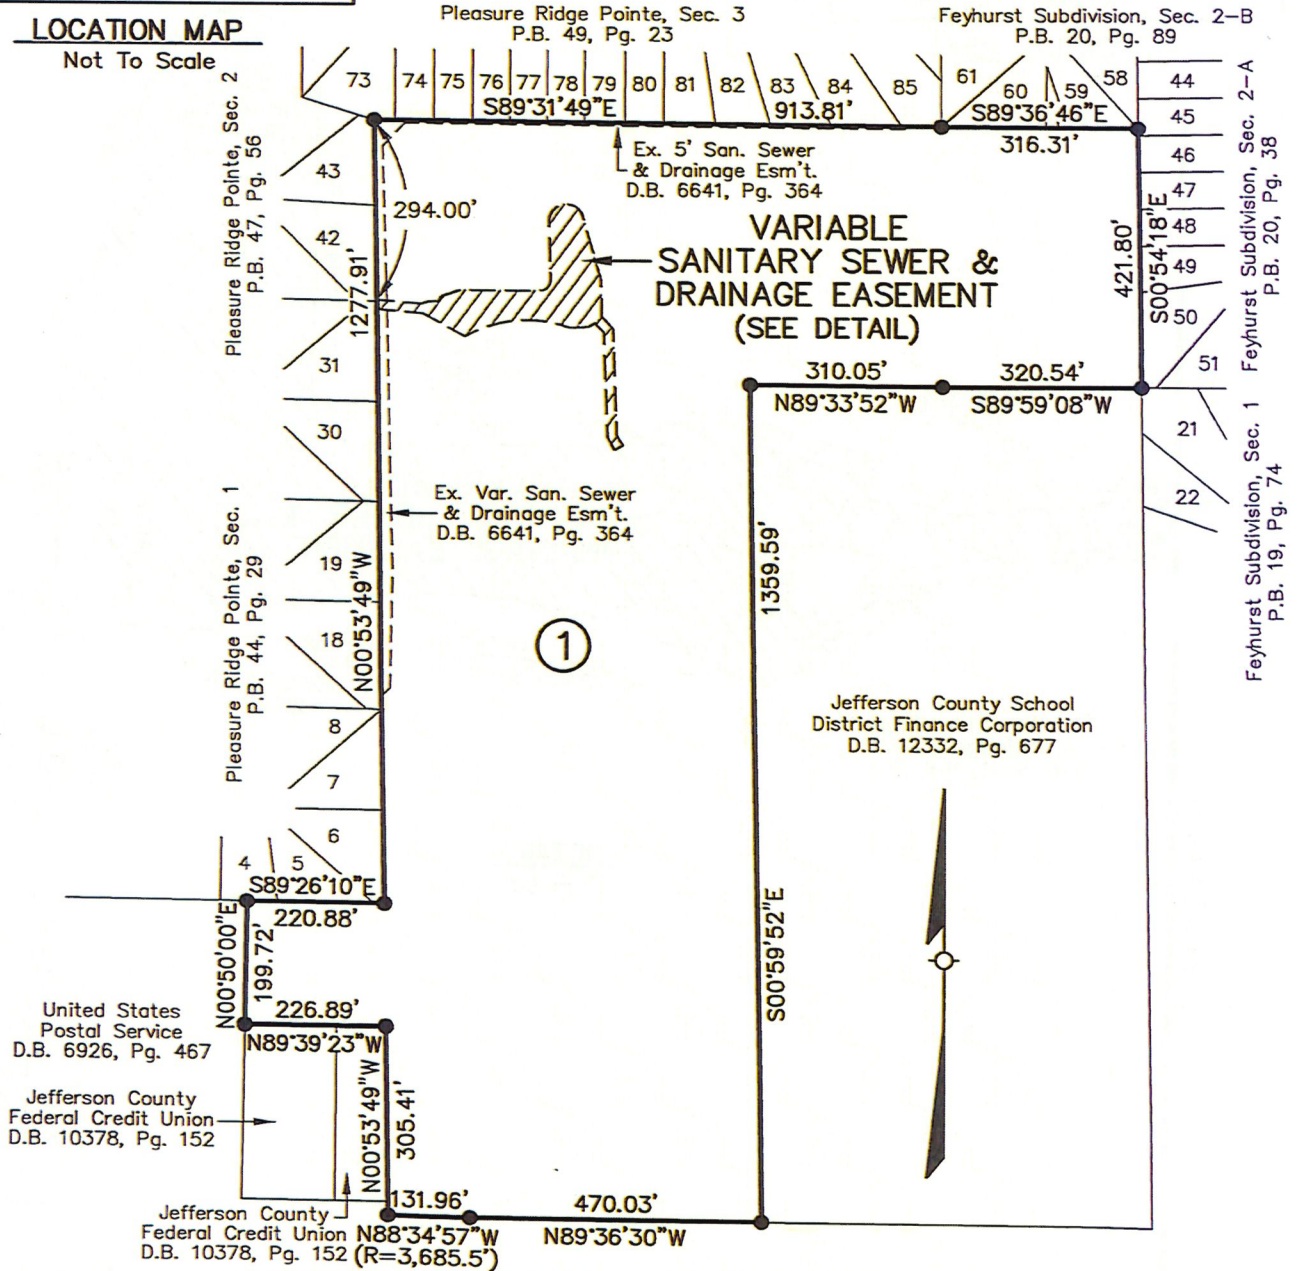 LOCATION MAP
Not To Scale
Pleasure Ridge Pointe, Sec. 3
P.B. 49, Pg. 23
Feyhurst Subdivision, Sec. 2-B
P.B. 20, Pg. 89
73
74
75
76
77
78
79
80
81
82
83
84
85
61
60
59
58
44
45
46
47
48
49
50
51
21
22
S89°31'49"E
913.81'
S89°36'46"E
316.31'
Ex. 5' San. Sewer
& Drainage Esm't.
D.B. 6641, Pg. 364
Pleasure Ridge Pointe, Sec. 2
P.B. 47, Pg. 56
43
42
31
30
19
18
8
7
6
5
4
294.00'
1277.91'
VARIABLE
SANITARY SEWER &
DRAINAGE EASEMENT
(SEE DETAIL)
421.80'
S00°54'18"E
Feyhurst Subdivision, Sec. 2-A
P.B. 20, Pg. 38
310.05'
N89°33'52"W
320.54'
S89°59'08"W
Feyhurst Subdivision, Sec. 1
P.B. 19, Pg. 74
Ex. Var. San. Sewer
& Drainage Esm't.
D.B. 6641, Pg. 364
Pleasure Ridge Pointe, Sec. 1
P.B. 44, Pg. 29
N00°53'49"W
1359.59'
1
Jefferson County School
District Finance Corporation
D.B. 12332, Pg. 677
S89°26'10"E
220.88'
N00°50'00"E
199.72'
S00°59'52"E
226.89'
N89°39'23"W
United States
Postal Service
D.B. 6926, Pg. 467
Jefferson County
Federal Credit Union
D.B. 10378, Pg. 152
N00°53'49"W
305.41'
Jefferson County
Federal Credit Union
D.B. 10378, Pg. 152
131.96'
N88°34'57"W
(R=3,685.5')
470.03'
N89°36'30"W